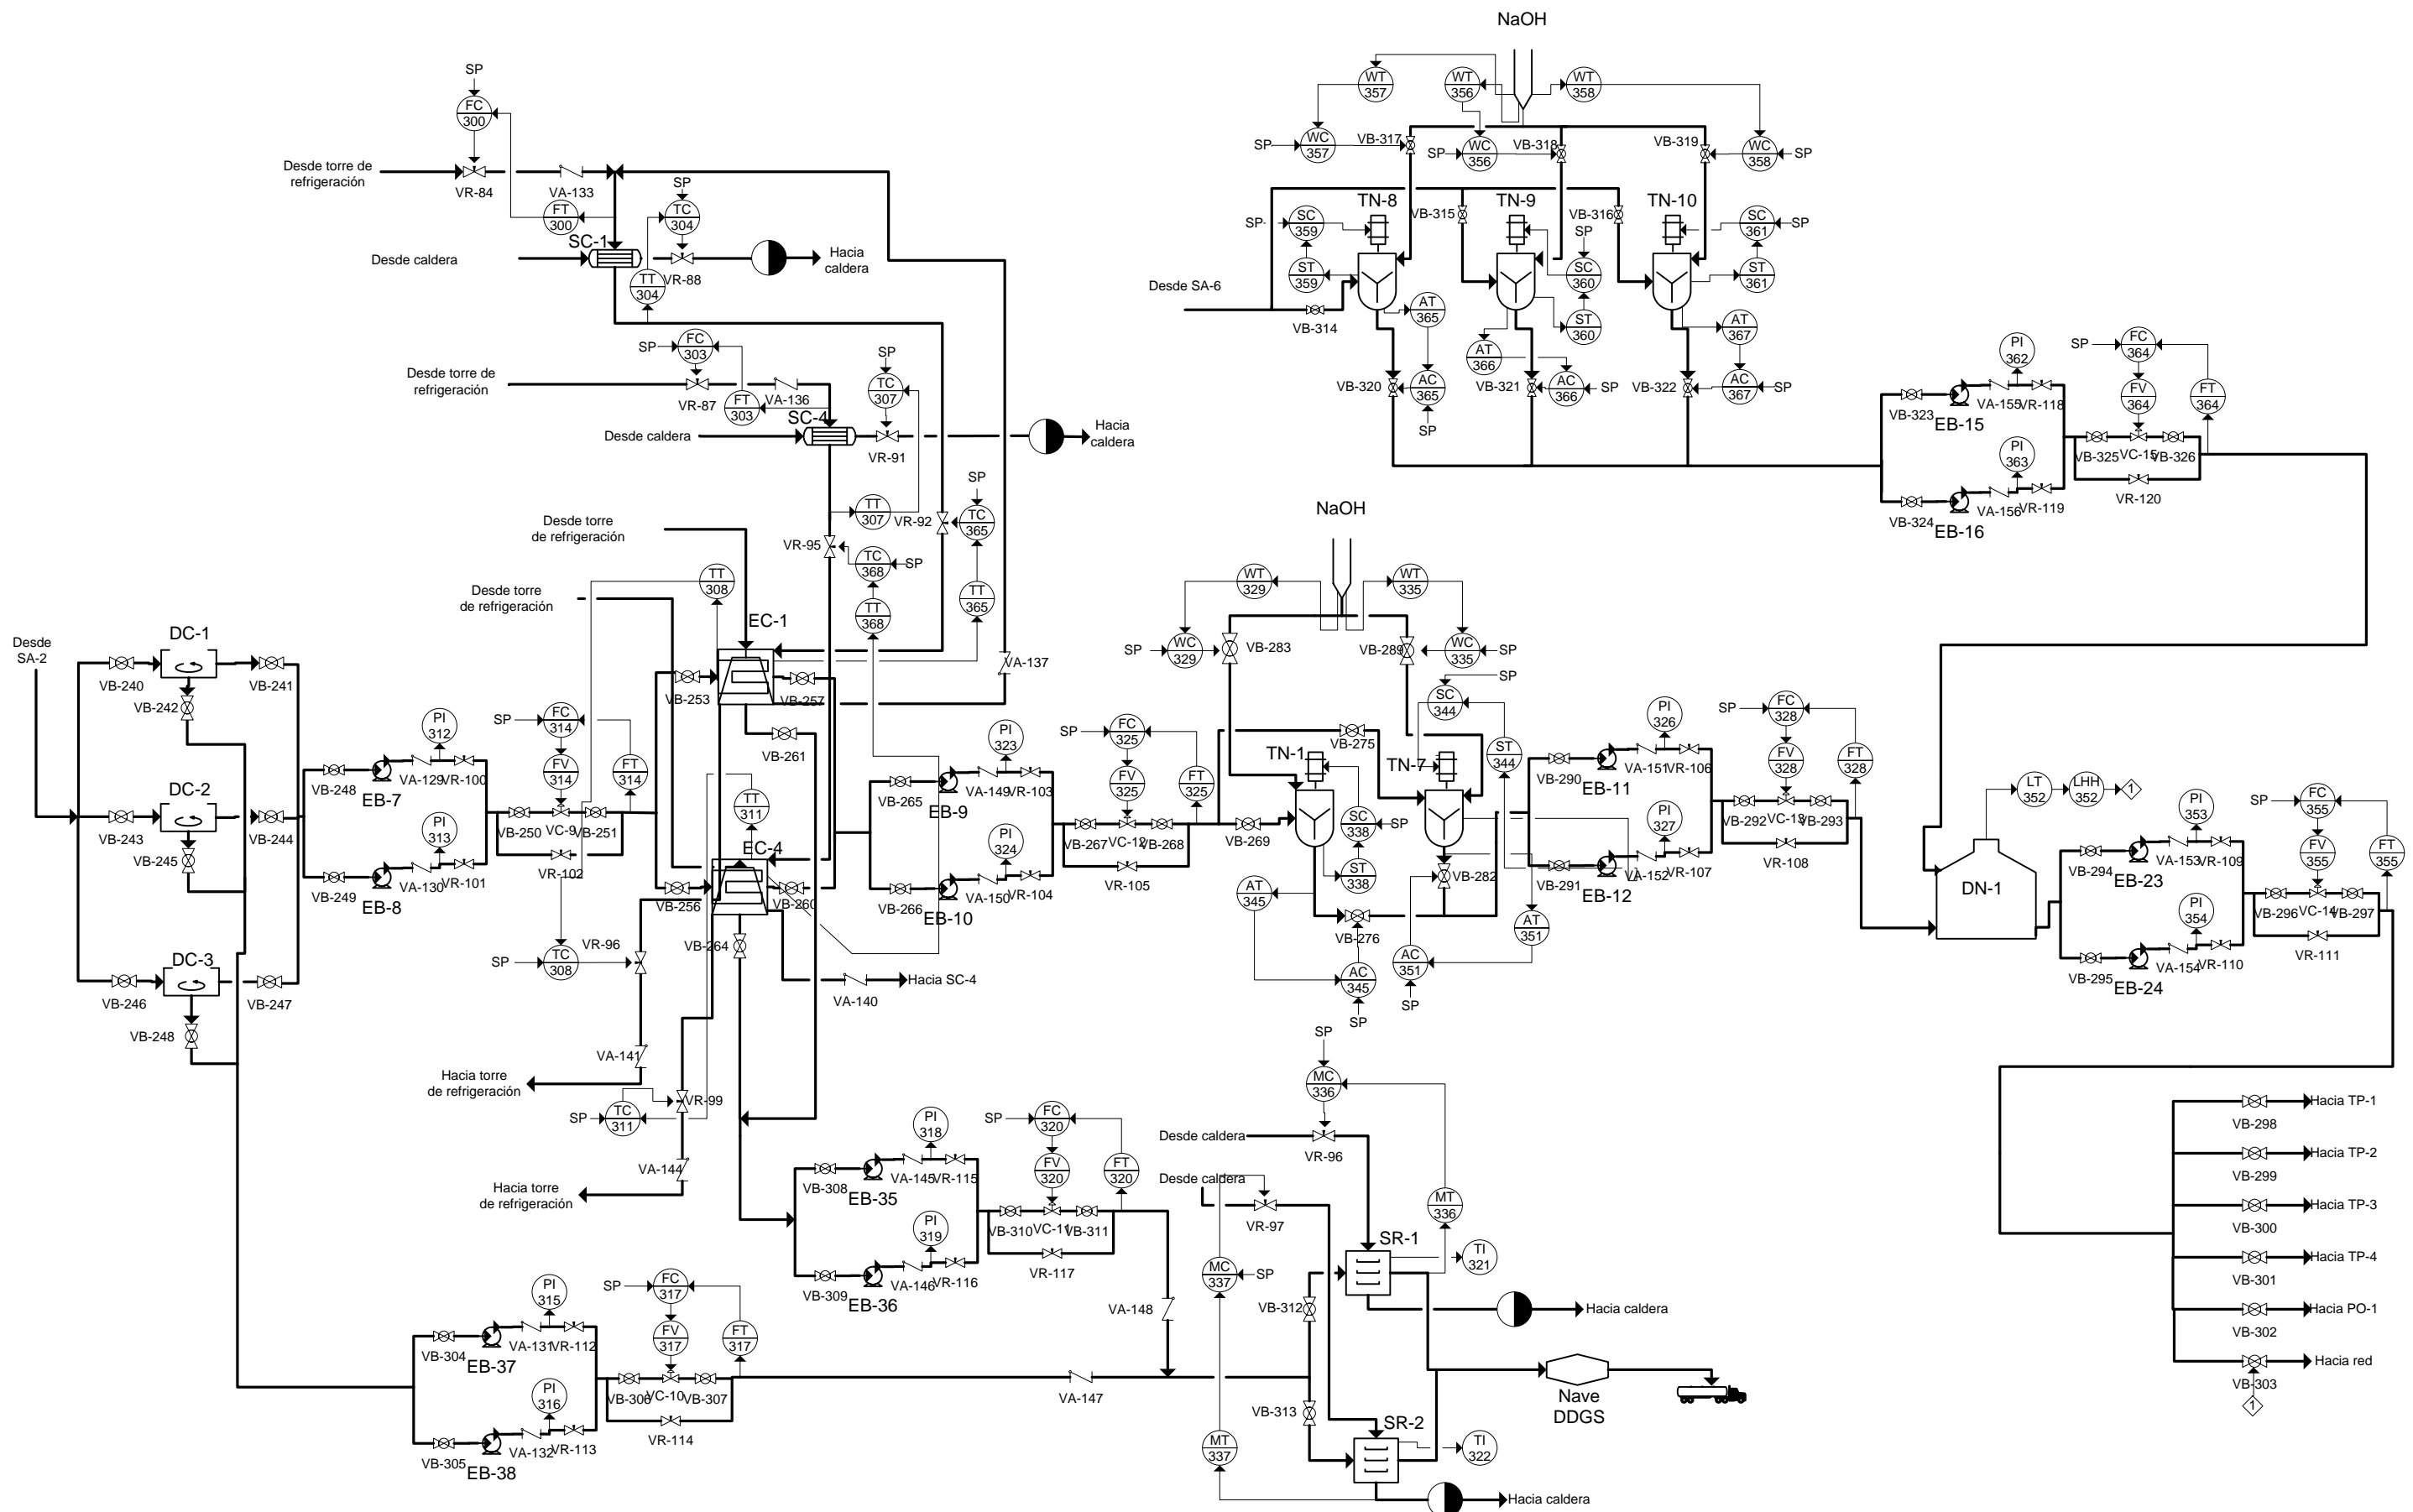 NaOH
SP
FC
300
WT
357
WT
356
WT
358
Desde torre de
refrigeración
VR-84
VA-133
SP
WC
357
VB-317
SP
WC
356
VB-318
VB-319
WC
358
SP
FT
300
SP
TC
304
SC-1
Desde caldera
VR-88
Hacia
caldera
TT
304
TN-8
TN-9
TN-10
SP
SC
359
ST
359
VB-315
SP
SC
360
ST
360
VB-316
SC
361
SP
ST
361
Desde SA-6
VB-314
AT
365
AT
366
AT
367
VB-320
AC
365
SP
VB-321
AC
366
SP
VB-322
AC
367
SP
SP
FC
303
SP
TC
307
Desde torre de
refrigeración
VR-87
VA-136
FT
303
SC-4
Desde caldera
VR-91
Hacia
caldera
PI
362
VB-323
VA-155
VR-118
EB-15
SP
FC
364
FV
364
FT
364
PI
363
VB-325
VC-15
VB-326
VR-120
VB-324
VA-156
VR-119
EB-16
Desde torre
de refrigeración
TT
307
VR-92
SP
TC
365
VR-95
TC
368
SP
TT
308
TT
368
TT
365
Desde torre
de refrigeración
EC-1
NaOH
WT
329
WT
335
SP
WC
329
VB-283
VB-289
WC
335
SP
SC
344
SP
Desde
SA-2
DC-1
VB-240
VB-241
VB-242
DC-2
VB-243
VB-244
VB-245
DC-3
VB-246
VB-247
VB-248
PI
312
VB-248
VA-129
VR-100
EB-7
PI
313
VB-249
VA-130
VR-101
EB-8
SP
FC
314
FV
314
FT
314
VB-250
VC-9
VB-251
VR-102
VB-253
VB-257
VA-137
VB-261
TT
311
EC-4
VB-256
VB-260
VB-264
PI
323
VB-265
VA-149
VR-103
EB-9
PI
324
VB-266
VA-150
VR-104
EB-10
SP
FC
325
FV
325
FT
325
VB-267
VC-12
VB-268
VR-105
VB-269
VB-275
TN-1
TN-7
SC
338
SP
ST
338
ST
344
AT
345
VB-276
VB-282
AC
345
SP
AC
351
SP
AT
351
PI
326
VB-290
VA-151
VR-106
EB-11
PI
327
VB-291
VA-152
VR-107
EB-12
SP
FC
328
FV
328
FT
328
VB-292
VC-13
VB-293
VR-108
LT
352
LHH
352
1
DN-1
PI
353
VB-294
VA-153
VR-109
EB-23
PI
354
VB-295
VA-154
VR-110
EB-24
SP
FC
355
FV
355
FT
355
VB-296
VC-14
VB-297
VR-111
SP
TC
308
VR-96
VA-140
Hacia SC-4
VA-141
Hacia torre
de refrigeración
SP
TC
311
VR-99
VA-144
Hacia torre
de refrigeración
PI
318
VB-308
VA-145
VR-115
EB-35
PI
319
VB-309
VA-146
VR-116
EB-36
SP
FC
320
FV
320
FT
320
VB-310
VC-11
VB-311
VR-117
VA-148
SP
MC
336
Desde caldera
VR-96
Desde caldera
VR-97
MT
336
MC
337
SP
SR-1
TI
321
VB-312
Hacia caldera
VB-313
SR-2
TI
322
MT
337
Hacia caldera
Nave
DDGS
PI
315
VB-304
VA-131
VR-112
EB-37
PI
316
VB-305
VA-132
VR-113
EB-38
SP
FC
317
FV
317
FT
317
VB-306
VC-10
VB-307
VR-114
VA-147
Hacia TP-1
VB-298
Hacia TP-2
VB-299
Hacia TP-3
VB-300
Hacia TP-4
VB-301
Hacia PO-1
VB-302
Hacia red
VB-303
1